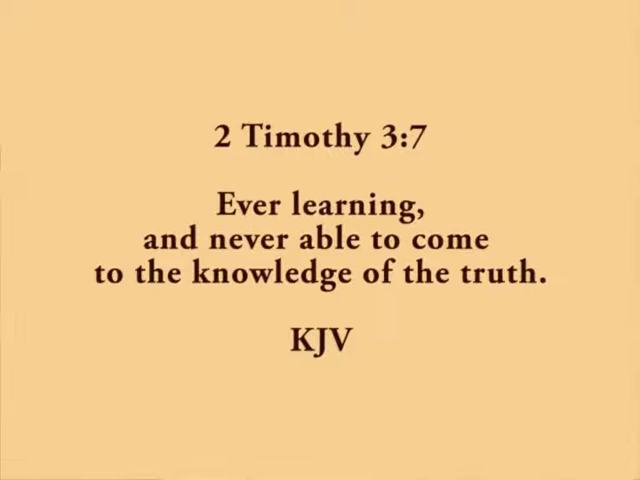 2 Timothy 3:7
Ever learning,
and never able to come
to the knowledge of the truth.
KJV